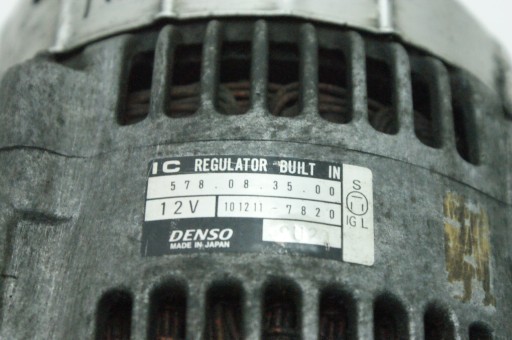 IC REGULATOR BUILT IN
578.08.35.00
12V 101211-7820
DENSO
MADE IN JAPAN
S
IG L